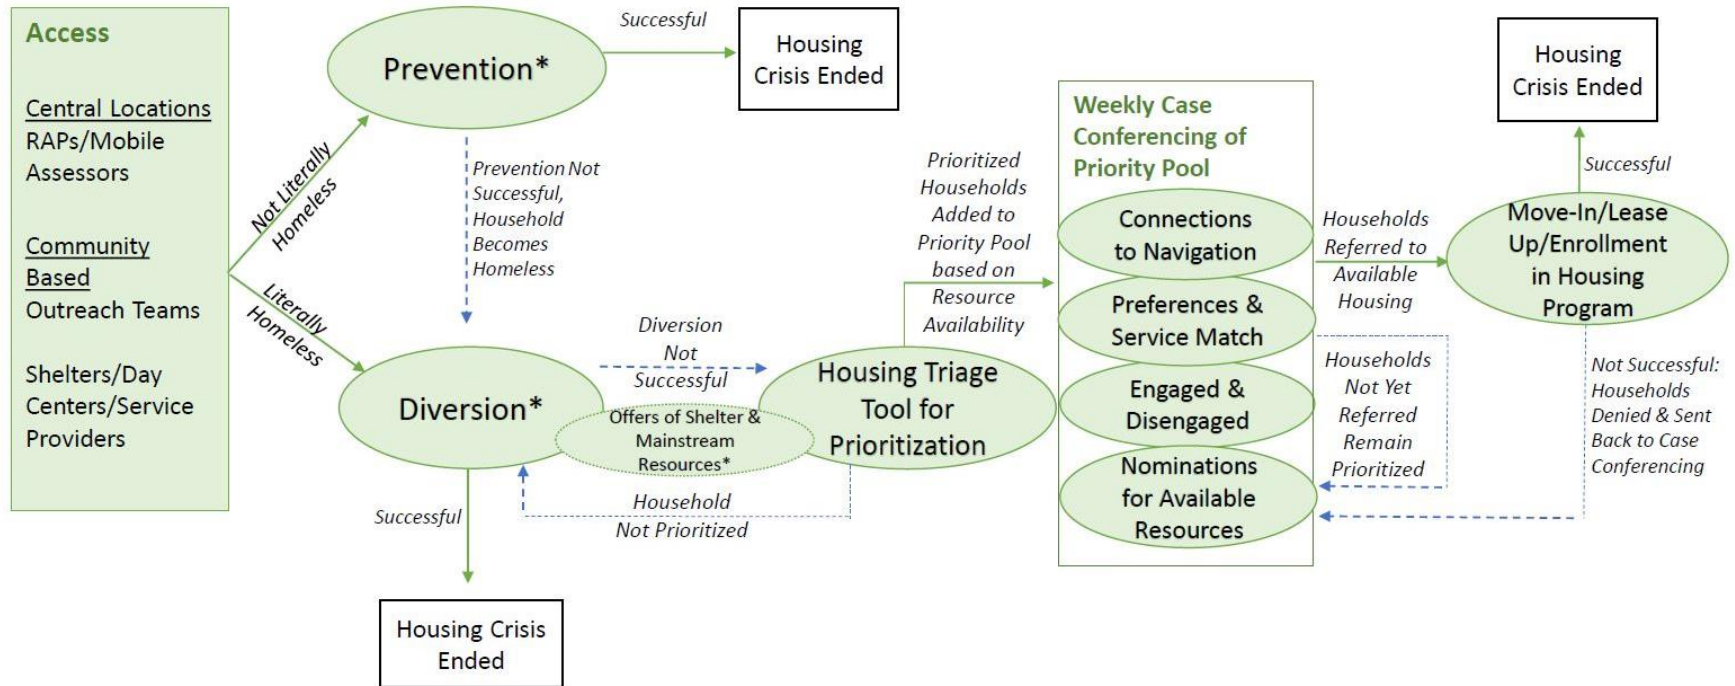 Access
Central Locations
RAPs/Mobile
Assessors
Community
Based
Outreach Teams
Shelters/Day
Centers/Service
Providers
Not Literally
Homeless
Literally
Homeless
Prevention*
Successful
Housing
Crisis Ended
Prevention Not
Successful,
Household
Becomes
Homeless
Diversion*
Successful
Housing Crisis
Ended
Diversion
Not
Successful
Offers of Shelter &
Mainstream
Resources*
Household
Not Prioritized
Housing Triage
Tool for
Prioritization
Prioritized
Households
Added to
Priority Pool
based on
Resource
Availability
Weekly Case
Conferencing of
Priority Pool
Connections
to Navigation
Preferences &
Service Match
Engaged &
Disengaged
Nominations
for Available
Resources
Households
Referred to
Available
Housing
Households
Not Yet
Referred
Remain
Prioritized
Housing
Crisis Ended
Successful
Move-In/Lease
Up/Enrollment
in Housing
Program
Not Successful:
Households
Denied & Sent
Back to Case
Conferencing